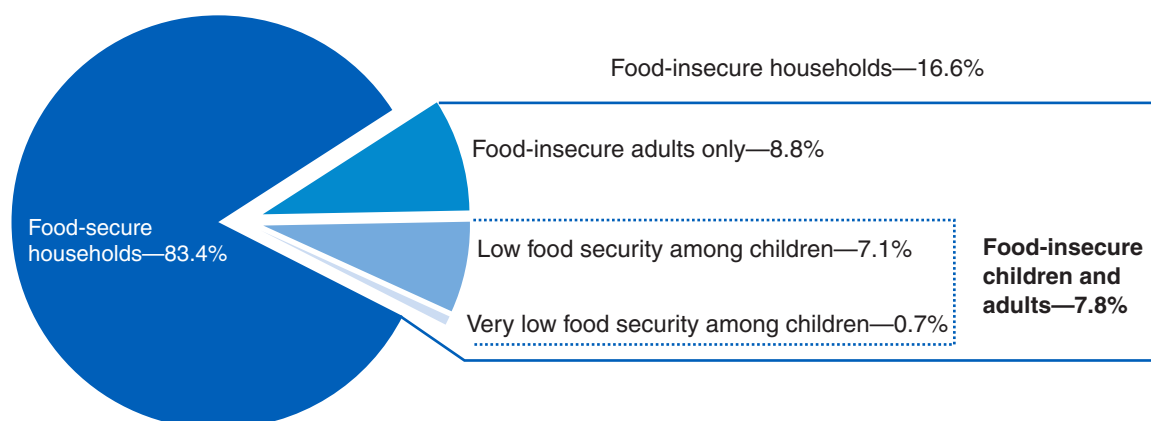 Food-insecure households—16.6%
Food-insecure adults only—8.8%
Food-secure
households—83.4%
Low food security among children—7.1%
Very low food security among children—0.7%
Food-insecure
children and
adults—7.8%